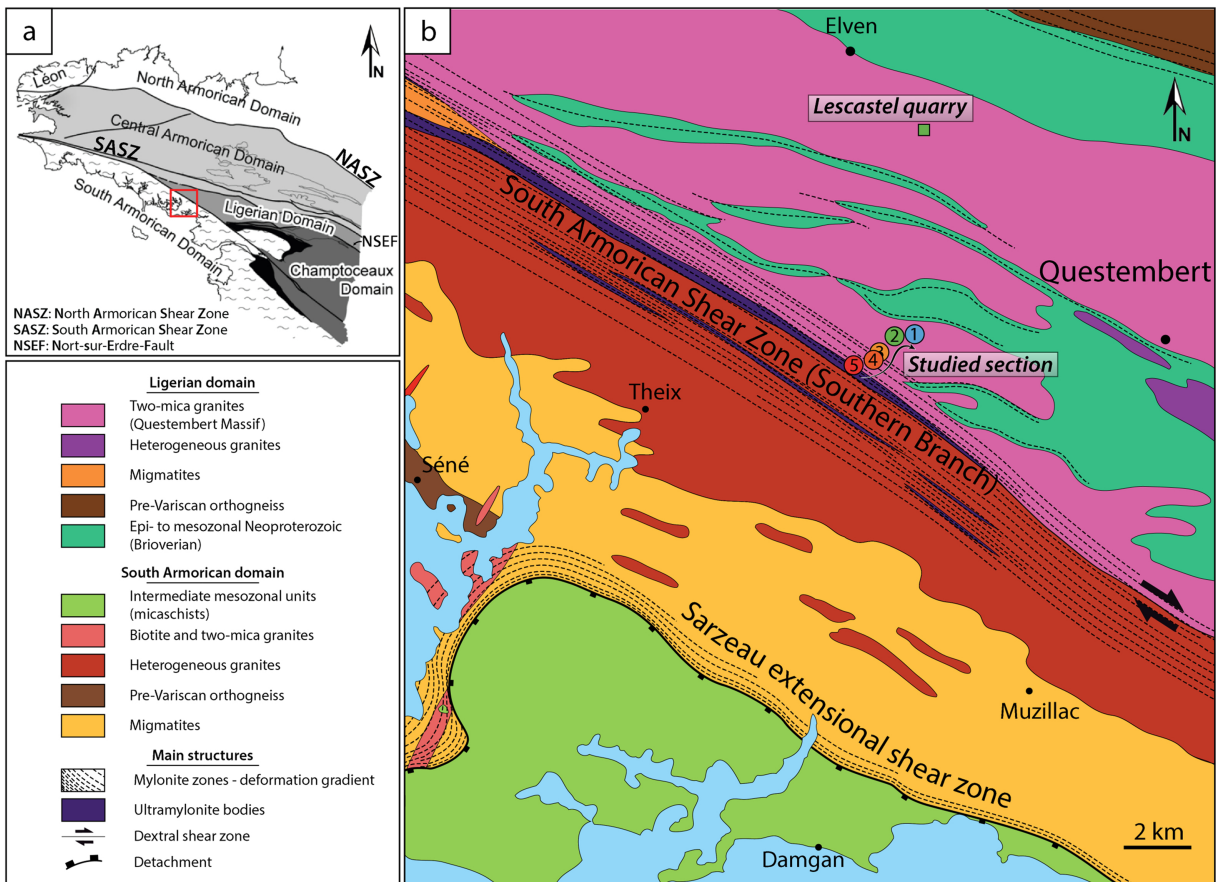 a
N
Léon
North Armorican Domain
Central Armorican Domain
SASZ
NASZ
South Armorican Domain
Ligerian Domain
NSEF
Champtoceaux
Domain
NASZ: North Armorican Shear Zone
SASZ: South Armorican Shear Zone
NSEF: Nort-sur-Erdre-Fault
Ligerian domain
Two-mica granites
(Questembert Massif)
Heterogeneous granites
Migmatites
Pre-Variscan orthogneiss
Epi- to mesozonal Neoproterozoic
(Brioverian)
South Armorican domain
Intermediate mesozonal units
(micaschists)
Biotite and two-mica granites
Heterogeneous granites
Pre-Variscan orthogneiss
Migmatites
Main structures
Mylonite zones - deformation gradient
Ultramylonite bodies
Dextral shear zone
Detachment
b
Elven
Lescastel quarry
N
South Armorican Shear Zone (Southern Branch)
Questembert
2 1
3
4
5
Studied section
Theix
Séné
Sarzeau extensional shear zone
Muzillac
Damgan
2 km